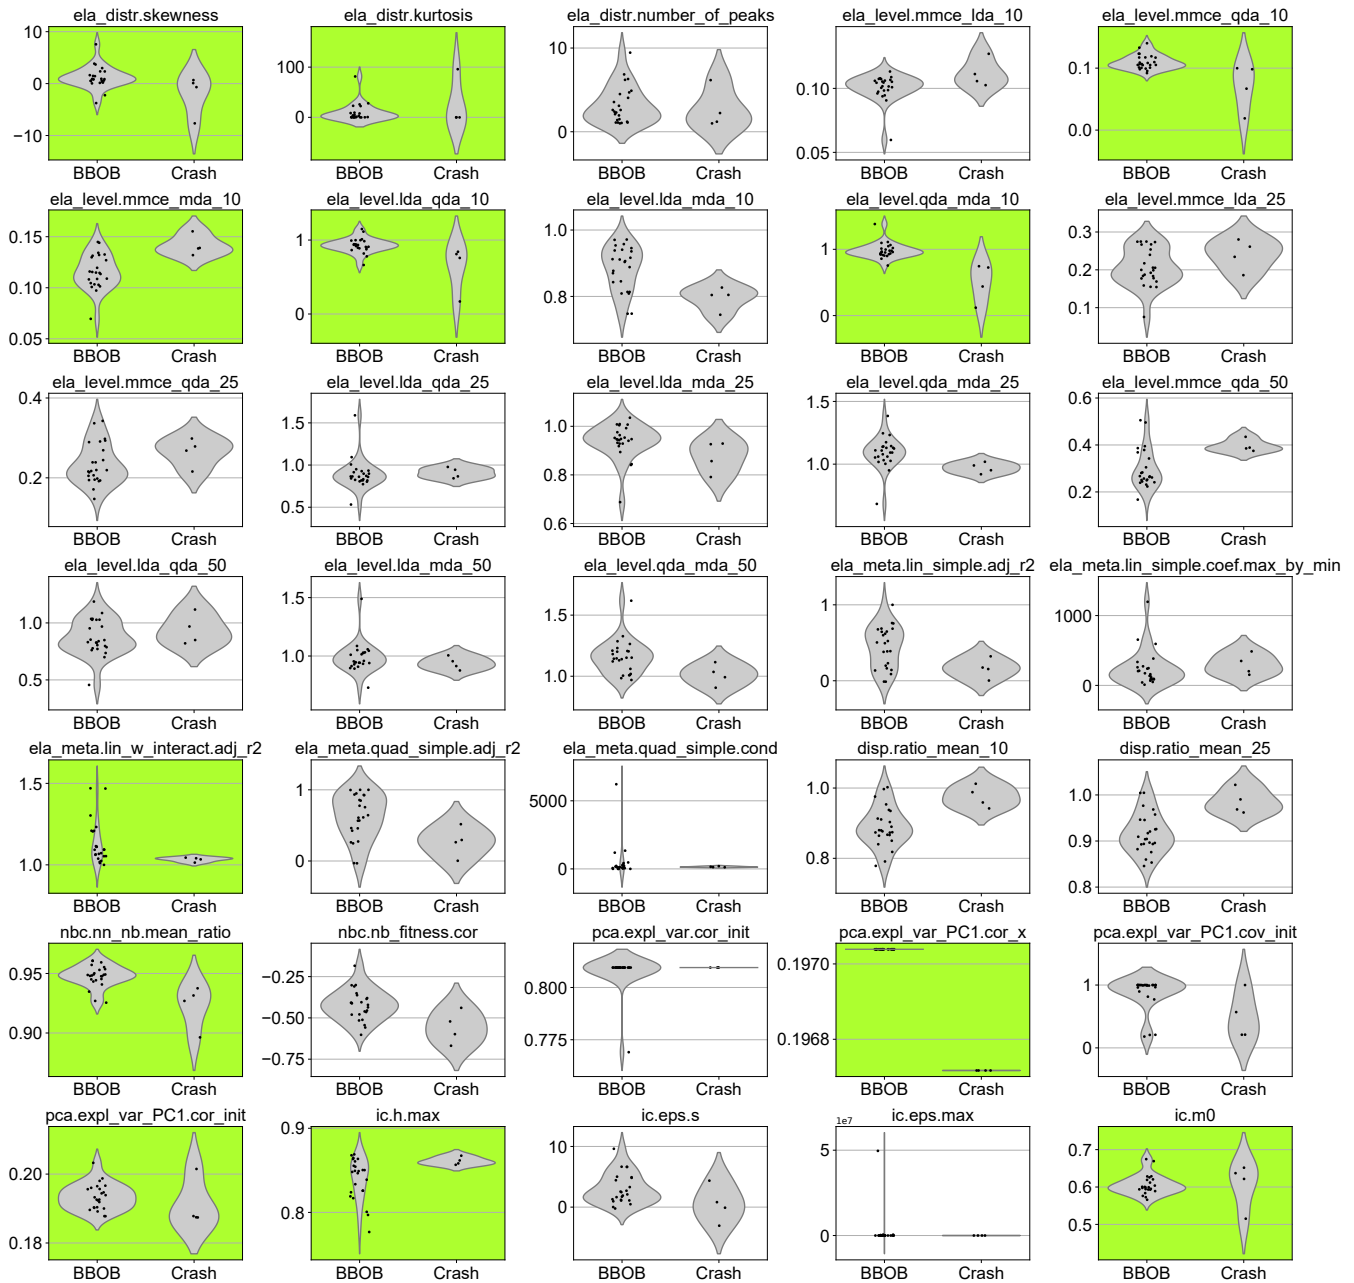 ela_distr.skewness ela_distr.kurtosis ela_distr.number_of_peaks ela_level.mmce_lda_10 ela_level.mmce_qda_10
10 0 −10 100 0 10 0 0.10 0.05 0.1 0.0
BBOB Crash BBOB Crash BBOB Crash BBOB Crash BBOB Crash
ela_level.mmce_mda_10 ela_level.lda_qda_10 ela_level.lda_mda_10 ela_level.qda_mda_10 ela_level.mmce_lda_25
0.15 0.10 0.05 1 0 1.0 0.8 1 0 0.3 0.2 0.1
BBOB Crash BBOB Crash BBOB Crash BBOB Crash BBOB Crash
ela_level.mmce_qda_25 ela_level.lda_qda_25 ela_level.lda_mda_25 ela_level.qda_mda_25 ela_level.mmce_qda_50
0.4 0.2 1.5 1.0 0.5 1.0 0.8 0.6 1.5 1.0 0.6 0.4 0.2
BBOB Crash BBOB Crash BBOB Crash BBOB Crash BBOB Crash
ela_level.lda_qda_50 ela_level.lda_mda_50 ela_level.qda_mda_50 ela_meta.lin_simple.adj_r2 ela_meta.lin_simple.coef.max_by_min
1.0 0.5 1.5 1.0 1.5 1.0 1 0 1000 0
BBOB Crash BBOB Crash BBOB Crash BBOB Crash BBOB Crash
ela_meta.lin_w_interact.adj_r2 ela_meta.quad_simple.adj_r2 ela_meta.quad_simple.cond disp.ratio_mean_10 disp.ratio_mean_25
1.5 1.0 1 0 5000 0 1.0 0.8 1.0 0.9 0.8
BBOB Crash BBOB Crash BBOB Crash BBOB Crash BBOB Crash
nbc.nn_nb.mean_ratio nbc.nb_fitness.cor pca.expl_var.cor_init pca.expl_var_PC1.cor_x pca.expl_var_PC1.cov_init
0.95 0.90 −0.25 −0.50 −0.75 0.800 0.775 0.1970 0.1968 1 0
BBOB Crash BBOB Crash BBOB Crash BBOB Crash BBOB Crash
pca.expl_var_PC1.cor_init ic.h.max ic.eps.s ic.eps.max ic.m0
0.20 0.18 0.9 0.8 10 0 1e7 5 0 0.7 0.6 0.5
BBOB Crash BBOB Crash BBOB Crash BBOB Crash BBOB Crash